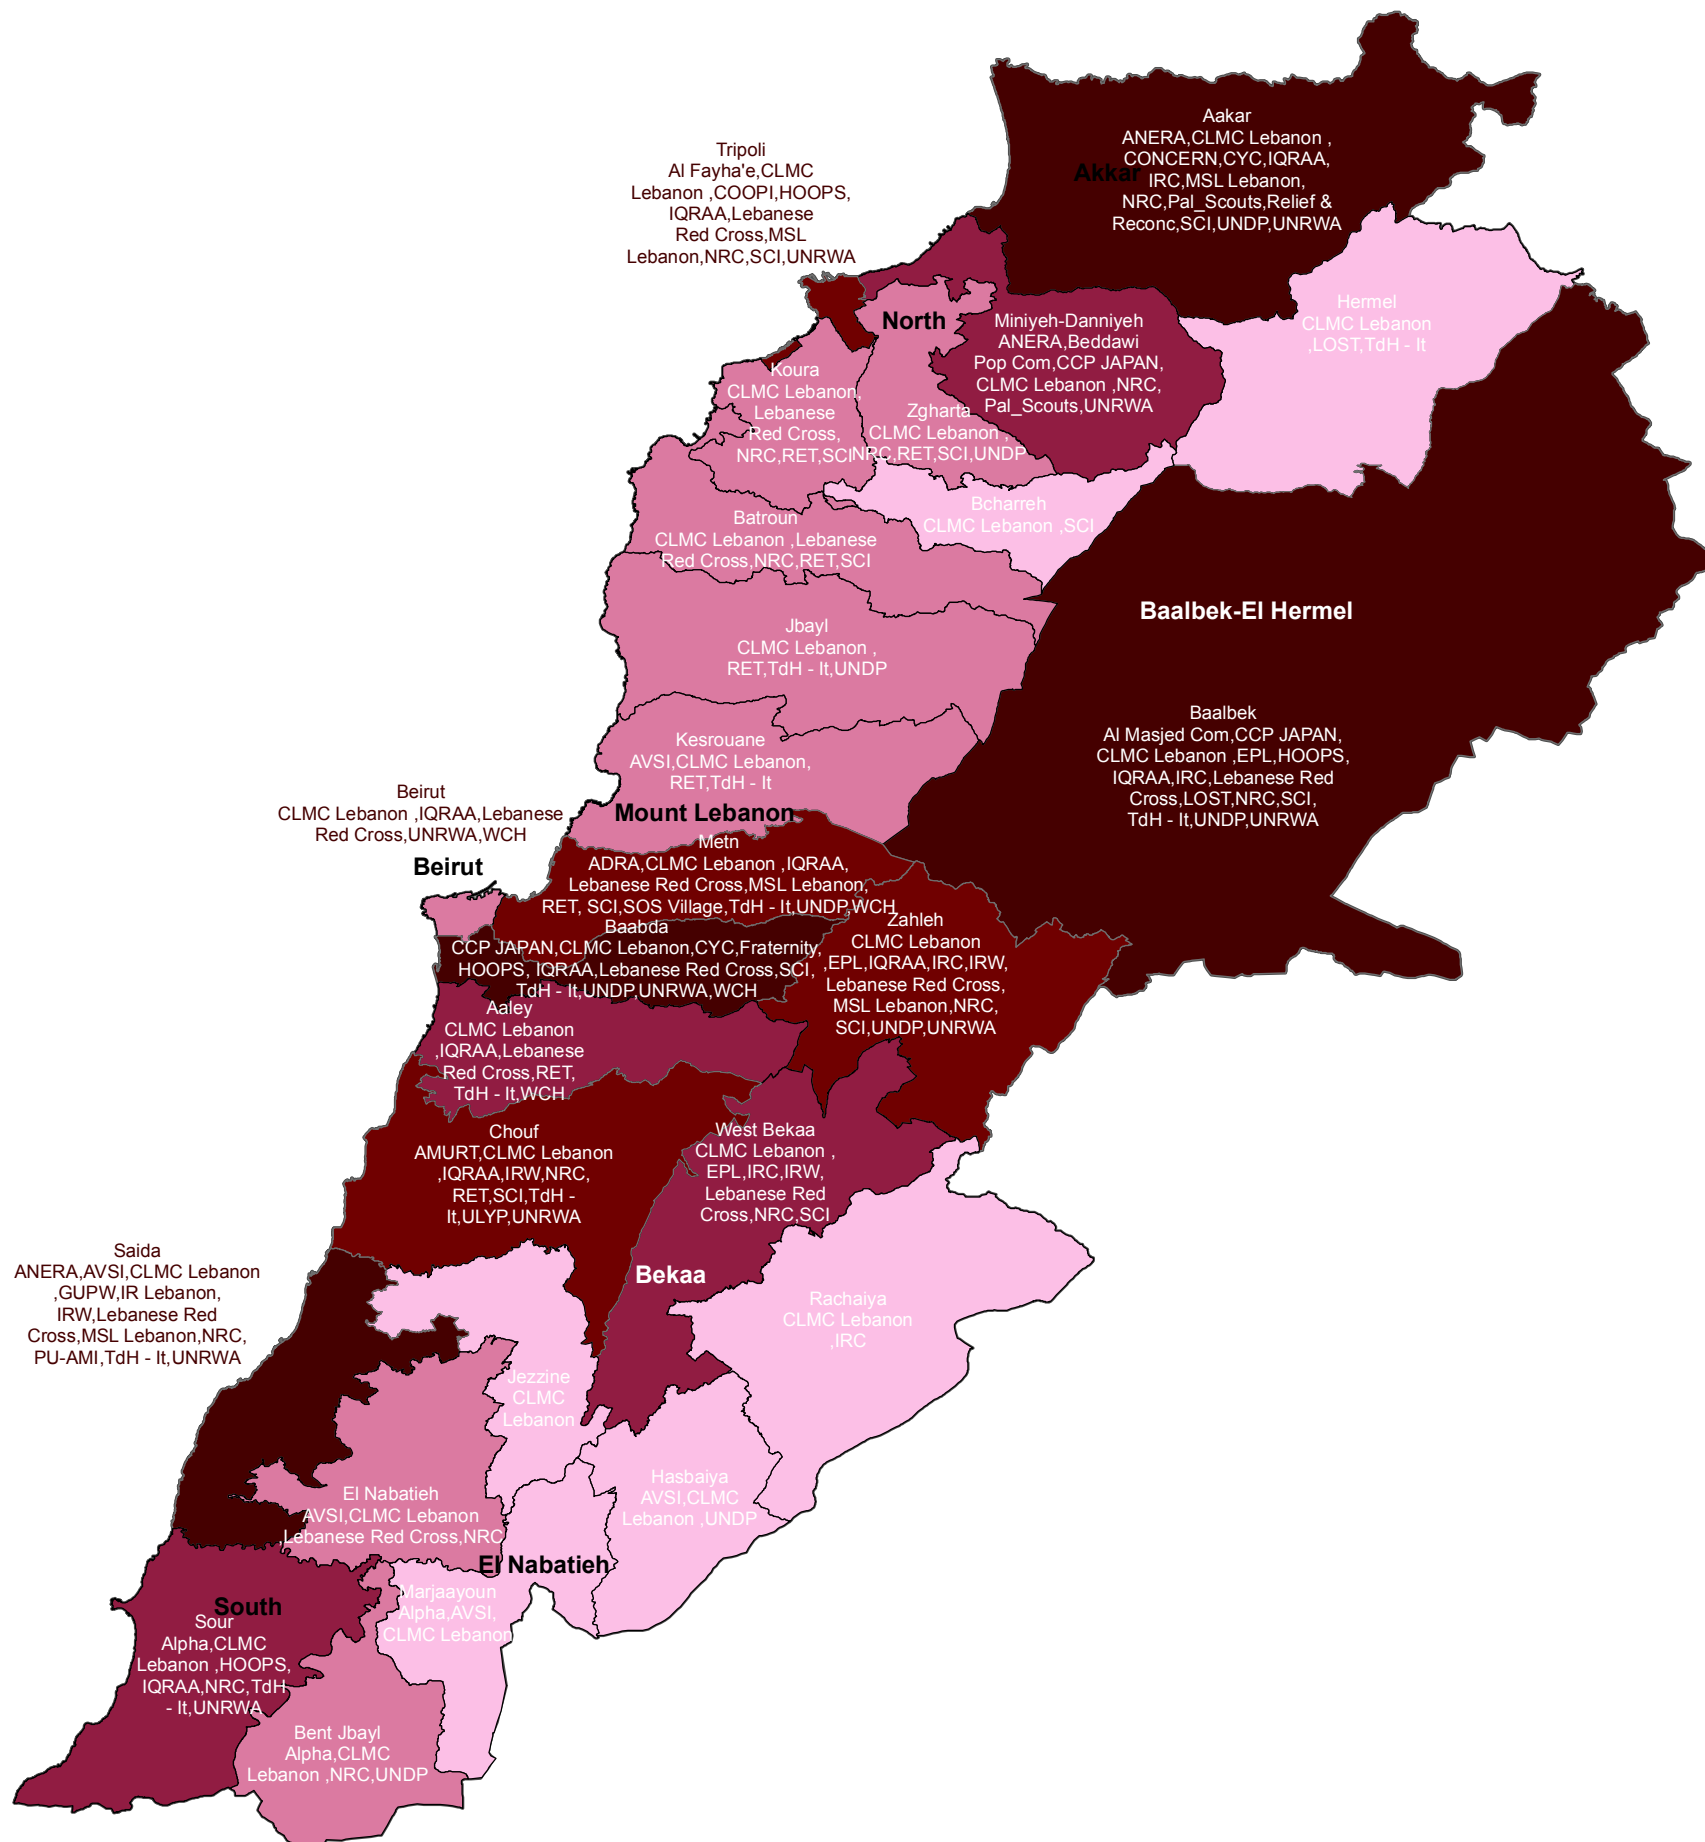 Aakar
ANERA,CLMC Lebanon ,
CONCERN,CYC,IQRAA,
IRC,MSL Lebanon,
NRC,Pal_Scouts,Relief &
Reconc,SCI,UNDP,UNRWA
Akkar
Tripoli
Al Fayha'e,CLMC
Lebanon ,COOPI,HOOPS,
IQRAA,Lebanese
Red Cross,MSL
Lebanon,NRC,SCI,UNRWA
Hermel
CLMC Lebanon
,LOST,TdH - It
North
Miniyeh-Danniyeh
ANERA,Beddawi
Pop Com,CCP JAPAN,
CLMC Lebanon ,NRC,
Pal_Scouts,UNRWA
Koura
CLMC Lebanon,
Lebanese
Red Cross,
NRC,RET,SCI
Zgharta
CLMC Lebanon ,
NRC,RET,SCI,UNDP
Bcharreh
CLMC Lebanon ,SCI
Batroun
CLMC Lebanon ,Lebanese
Red Cross,NRC,RET,SCI
Baalbek-El Hermel
Jbayl
CLMC Lebanon ,
RET,TdH - It,UNDP
Baalbek
Al Masjed Com,CCP JAPAN,
CLMC Lebanon ,EPL,HOOPS,
IQRAA,IRC,Lebanese Red
Cross,LOST,NRC,SCI,
TdH - It,UNDP,UNRWA
Kesrouane
AVSI,CLMC Lebanon,
RET,TdH - It
Mount Lebanon
Beirut
CLMC Lebanon ,IQRAA,Lebanese
Red Cross,UNRWA,WCH
Beirut
Metn
ADRA,CLMC Lebanon ,IQRAA,
Lebanese Red Cross,MSL Lebanon,
RET, SCI,SOS Village,TdH - It,UNDP,WCH
Baabda
CCP JAPAN,CLMC Lebanon,CYC,Fraternity,
HOOPS, IQRAA,Lebanese Red Cross,SCI,
TdH - It,UNDP,UNRWA,WCH
Zahleh
CLMC Lebanon
,EPL,IQRAA,IRC,IRW,
Lebanese Red Cross,
MSL Lebanon,NRC,
SCI,UNDP,UNRWA
Aaley
CLMC Lebanon
,IQRAA,Lebanese
Red Cross,RET,
TdH - It,WCH
Chouf
AMURT,CLMC Lebanon
,IQRAA,IRW,NRC,
RET,SCI,TdH -
It,ULYP,UNRWA
West Bekaa
CLMC Lebanon ,
EPL,IRC,IRW,
Lebanese Red
Cross,NRC,SCI
Bekaa
Saida
ANERA,AVSI,CLMC Lebanon
,GUPW,IR Lebanon,
IRW,Lebanese Red
Cross,MSL Lebanon,NRC,
PU-AMI,TdH - It,UNRWA
Rachaiya
CLMC Lebanon
,IRC
Jezzine
CLMC
Lebanon
Hasbaiya
AVSI,CLMC
Lebanon ,UNDP
El Nabatieh
AVSI,CLMC Lebanon
,Lebanese Red Cross,NRC
El Nabatieh
Marjaayoun
Alpha,AVSI,
CLMC Lebanon
South
Sour
Alpha,CLMC
Lebanon ,HOOPS,
IQRAA,NRC,TdH
- It,UNRWA
Bent Jbayl
Alpha,CLMC
Lebanon ,NRC,UNDP